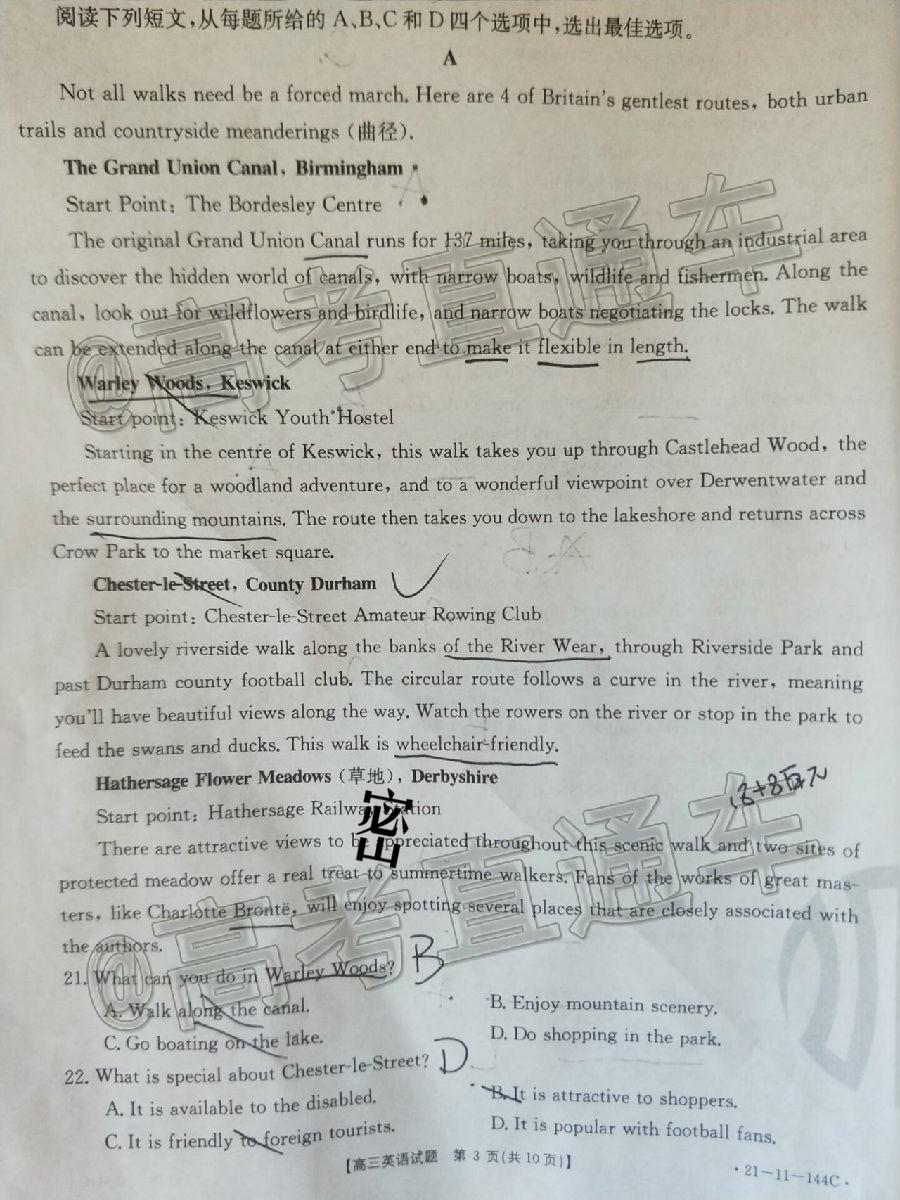 阅读下列短文，从每题所给的 A、B、C 和 D 四个选项中，选出最佳选项。
A
Not all walks need be a forced march. Here are 4 of Britain's gentlest routes, both urban
trails and countryside meanderings（曲径）.
The Grand Union Canal, Birmingham
Start Point: The Bordesley Centre
The original Grand Union Canal runs for 137 miles, taking you through an industrial area
to discover the hidden world of canals, with narrow boats, wildlife and fishermen. Along the
canal, look out for wildflowers and birdlife, and narrow boats negotiating the locks. The walk
can be extended along the canal at either end to make it flexible in length.
Warley Woods, Keswick
Start point: Keswick Youth Hostel
Starting in the centre of Keswick, this walk takes you up through Castlehead Wood, the
perfect place for a woodland adventure, and to a wonderful viewpoint over Derwentwater and
the surrounding mountains. The route then takes you down to the lakeshore and returns across
Crow Park to the market square.
Chester-le-Street, County Durham
Start point: Chester-le-Street Amateur Rowing Club
A lovely riverside walk along the banks of the River Wear, through Riverside Park and
past Durham county football club. The circular route follows a curve in the river, meaning
you'll have beautiful views along the way. Watch the rowers on the river or stop in the park to
feed the swans and ducks. This walk is wheelchair-friendly.
Hathersage Flower Meadows（草地）, Derbyshire
Start point: Hathersage Railway Station
密
There are attractive views to be appreciated throughout this scenic walk and two sites of
protected meadow offer a real treat to summertime walkers. Fans of the works of great mas-
ters, like Charlotte Brontë, will enjoy spotting several places that are closely associated with
the authors.
21. What can you do in Warley Woods? B
A. Walk along the canal. B. Enjoy mountain scenery.
C. Go boating on the lake. D. Do shopping in the park.
22. What is special about Chester-le-Street? D
A. It is available to the disabled. B. It is attractive to shoppers.
C. It is friendly to foreign tourists. D. It is popular with football fans.
【高三英语试题 第 3 页(共 10 页)】
·21-11-144C·
@高考直通车
@高考直通车